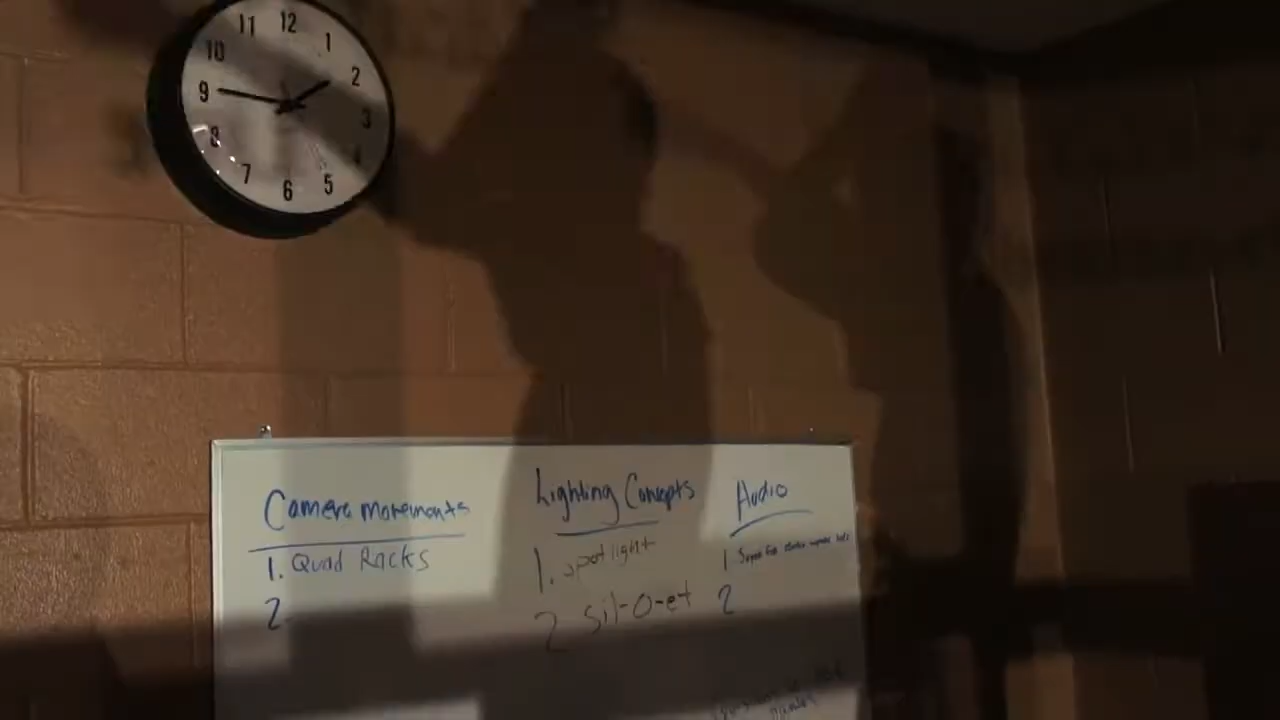 11 12 1
10 2
9 3
8 4
7 6 5
Camera movements
1. Quad Racks
2.
Lighting Concepts
1. spotlight
2 Sil-O-et
Audio
1.
2